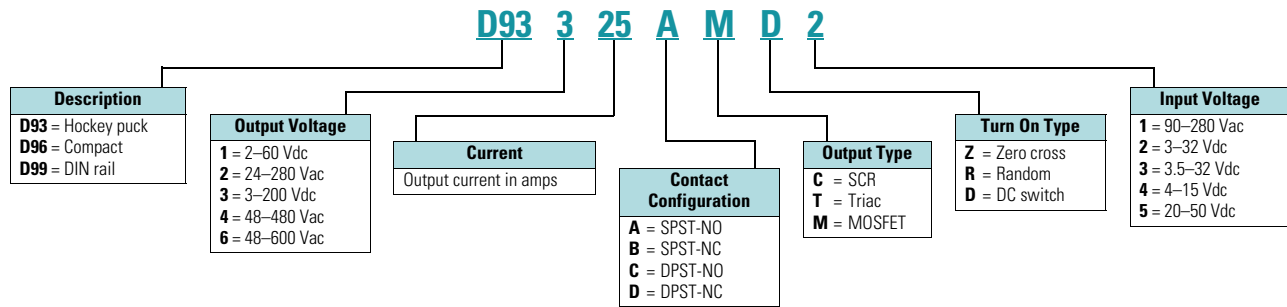 D93 3 25 A M D 2
Description
D93 = Hockey puck
D96 = Compact
D99 = DIN rail
Output Voltage
1 = 2–60 Vdc
2 = 24–280 Vac
3 = 3–200 Vdc
4 = 48–480 Vac
6 = 48–600 Vac
Current
Output current in amps
Contact
Configuration
A = SPST-NO
B = SPST-NC
C = DPST-NO
D = DPST-NC
Output Type
C = SCR
T = Triac
M = MOSFET
Turn On Type
Z = Zero cross
R = Random
D = DC switch
Input Voltage
1 = 90–280 Vac
2 = 3–32 Vdc
3 = 3.5–32 Vdc
4 = 4–15 Vdc
5 = 20–50 Vdc